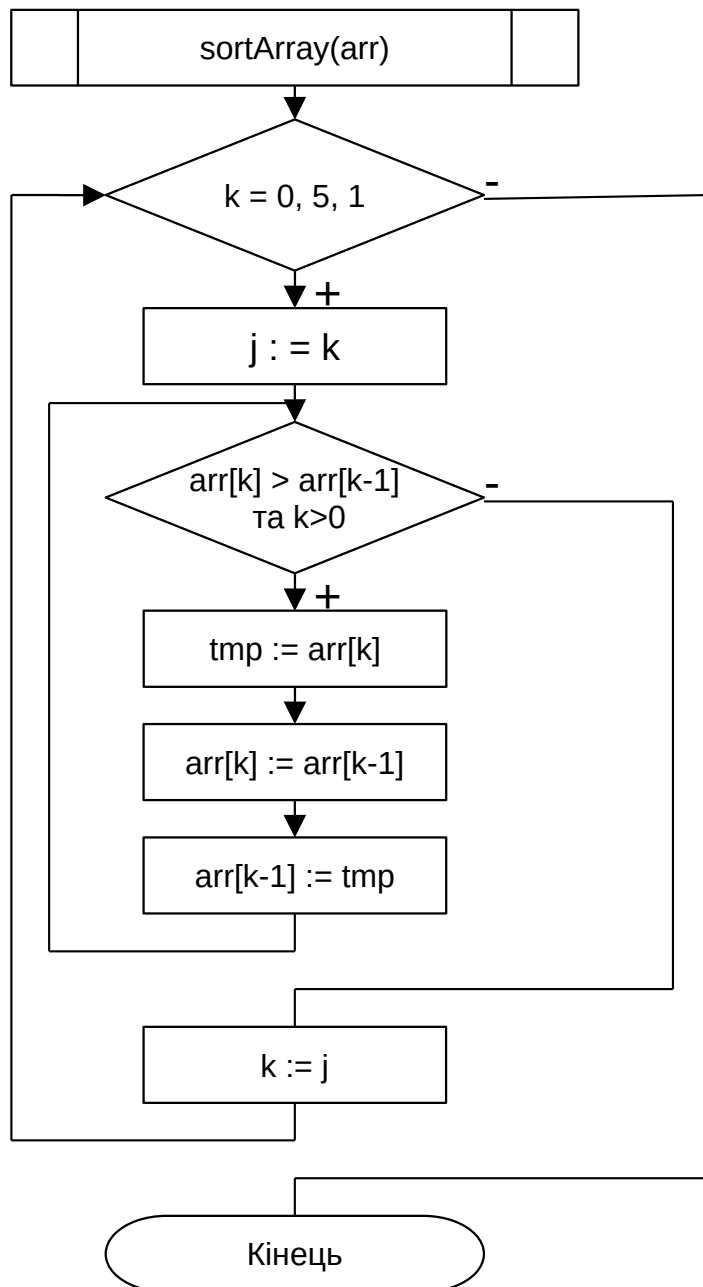 sortArray(arr)
k = 0, 5, 1
-
+
j : = k
arr[k] > arr[k-1]
та k>0
-
+
tmp := arr[k]
arr[k] := arr[k-1]
arr[k-1] := tmp
k := j
Кінець